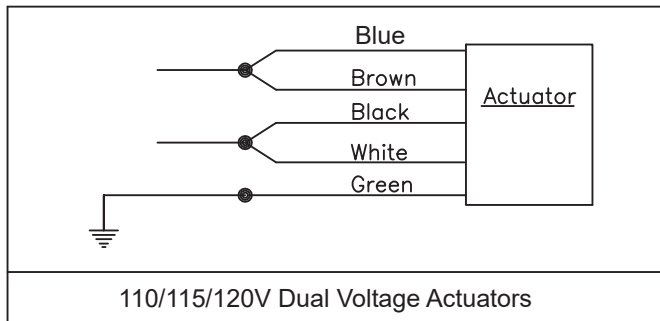 Blue
Brown
Actuator
Black
White
Green
110/115/120V Dual Voltage Actuators